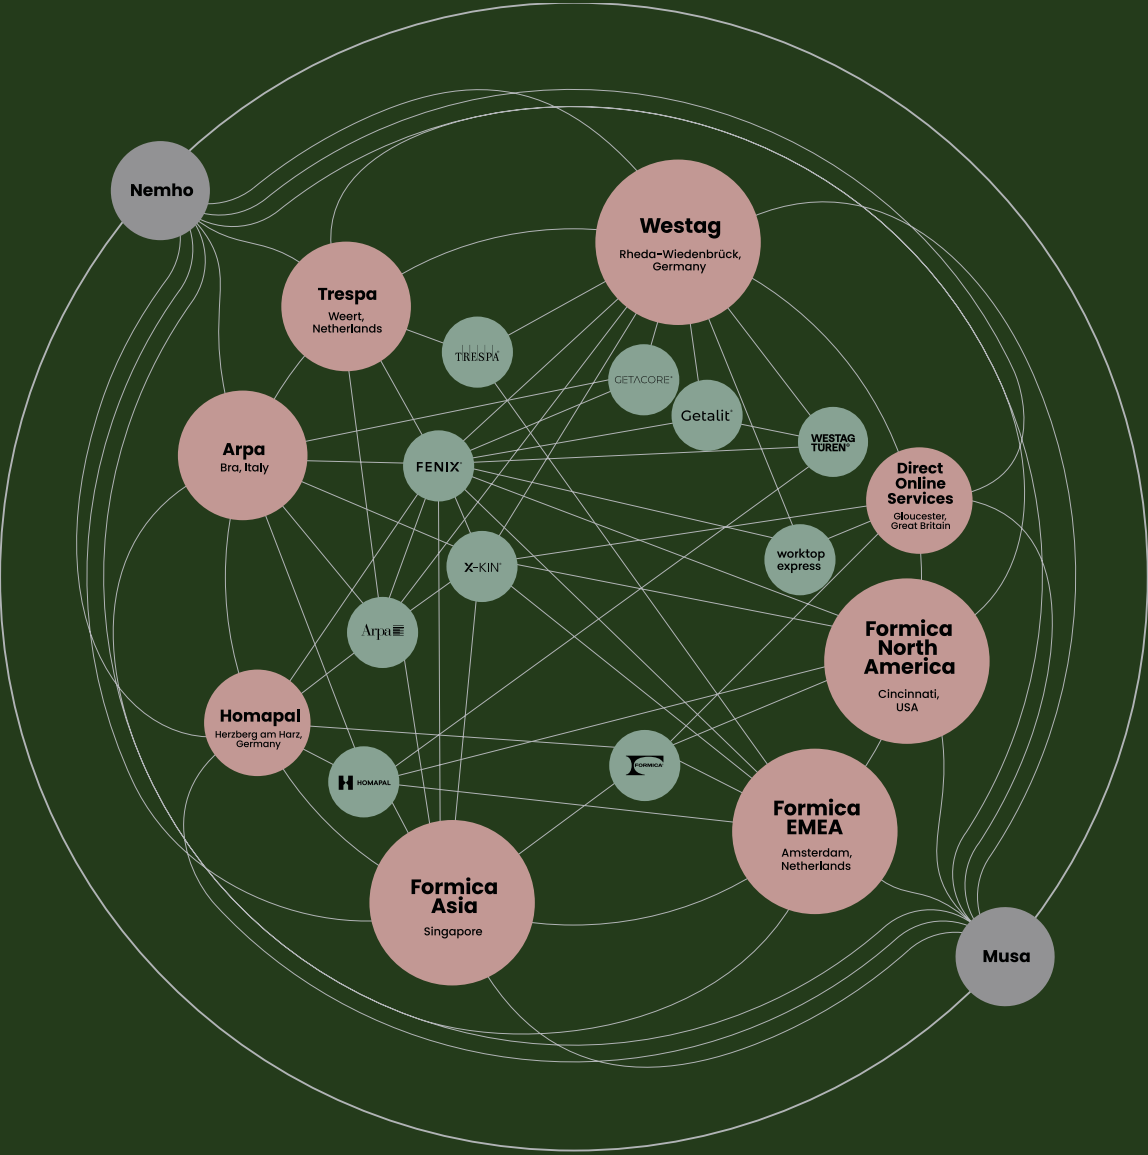 Nemho
Westag
Rheda-Wiedenbrück,
Germany
Trespa
Weert,
Netherlands
TRESPA®
GETACORE®
Getalit®
WESTAG
TÜREN®
Arpa
Bra, Italy
FENIX®
Direct
Online
Services
Gloucester,
Great Britain
worktop
express™
X-KIN®
Arpa
Formica
North
America
Cincinnati,
USA
Homapal
Herzberg am Harz,
Germany
H HOMAPAL
FORMICA®
Formica
EMEA
Amsterdam,
Netherlands
Formica
Asia
Singapore
Musa